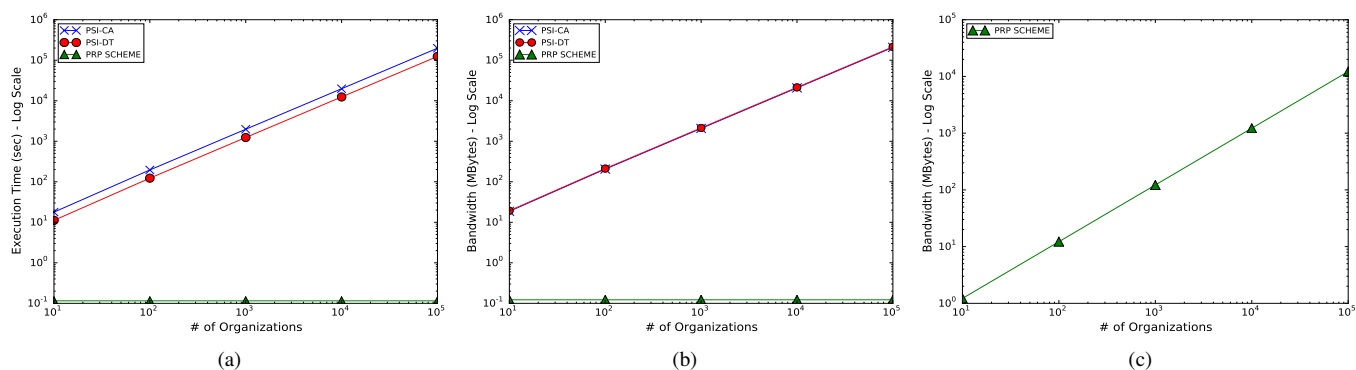 10^6
10^5
10^4
10^3
10^2
10^1
10^0
10^-1
Execution Time (sec) - Log Scale
PSI-CA
PSI-DT
PRP SCHEME
10^1 10^2 10^3 10^4 10^5
# of Organizations
(a)
10^6
10^5
10^4
10^3
10^2
10^1
10^0
10^-1
Bandwidth (MBytes) - Log Scale
PSI-CA
PSI-DT
PRP SCHEME
10^1 10^2 10^3 10^4 10^5
# of Organizations
(b)
10^5
10^4
10^3
10^2
10^1
10^0
Bandwidth (MBytes) - Log Scale
PRP SCHEME
10^1 10^2 10^3 10^4 10^5
# of Organizations
(c)